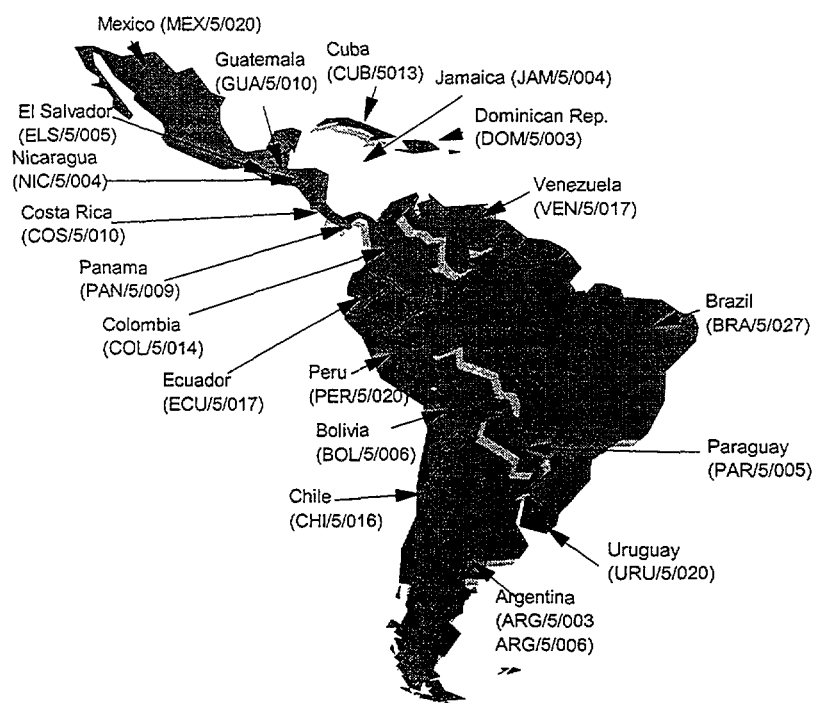 Mexico (MEX/5/020)
Guatemala
(GUA/5/010)
Cuba
(CUB/5013)
Jamaica (JAM/5/004)
El Salvador
(ELS/5/005)
Dominican Rep.
(DOM/5/003)
Nicaragua
(NIC/5/004)
Venezuela
(VEN/5/017)
Costa Rica
(COS/5/010)
Panama
(PAN/5/009)
Brazil
(BRA/5/027)
Colombia
(COL/5/014)
Ecuador
(ECU/5/017)
Peru
(PER/5/020)
Bolivia
(BOL/5/006)
Paraguay
(PAR/5/005)
Chile
(CHI/5/016)
Uruguay
(URU/5/020)
Argentina
(ARG/5/003
ARG/5/006)